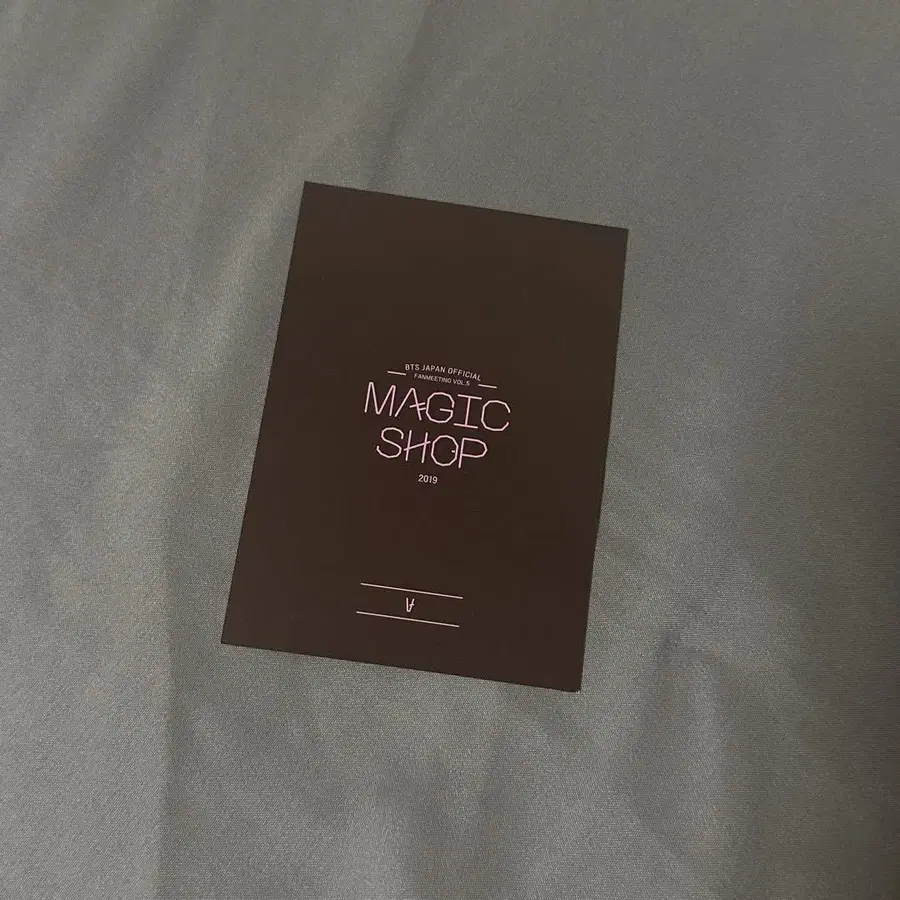 BTS JAPAN OFFICIAL
FANMEETING VOL.5
MAGIC
SHOP
2019
V